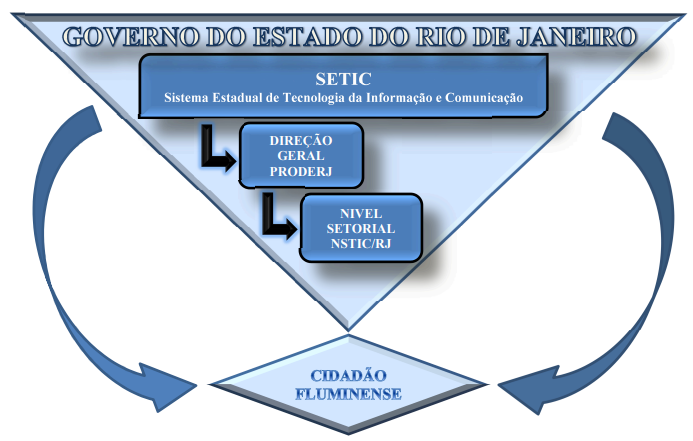 GOVERNO DO ESTADO DO RIO DE JANEIRO
SETIC
Sistema Estadual de Tecnologia da Informação e Comunicação
DIREÇÃO
GERAL
PRODERJ
NIVEL
SETORIAL
NSTIC/RJ
CIDADÃO
FLUMINENSE